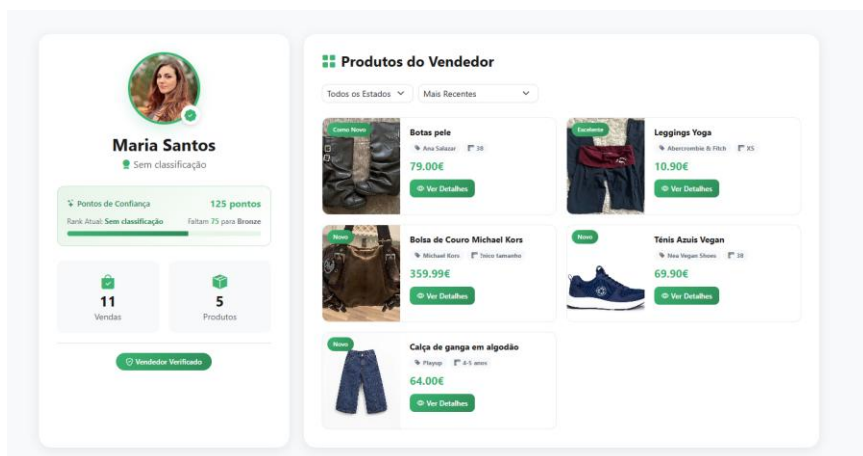 Maria Santos
Sem classificação
Pontos de Confiança 125 pontos
Rank Atual: Sem classificação Faltam 75 para Bronze
11
Vendas
5
Produtos
Vendedor Verificado
Produtos do Vendedor
Todos os Estados Mais Recentes
Como Novo
Botas pele
Ana Salazar 38
79.00€
Ver Detalhes
Excelente
Leggings Yoga
Abercrombie & Fitch XS
10.90€
Ver Detalhes
Novo
Bolsa de Couro Michael Kors
Michael Kors ?nico tamanho
359.99€
Ver Detalhes
Novo
Ténis Azuis Vegan
Nea Vegan Shoes 38
69.90€
Ver Detalhes
Novo
Calça de ganga em algodão
Playup 4-5 anos
64.00€
Ver Detalhes